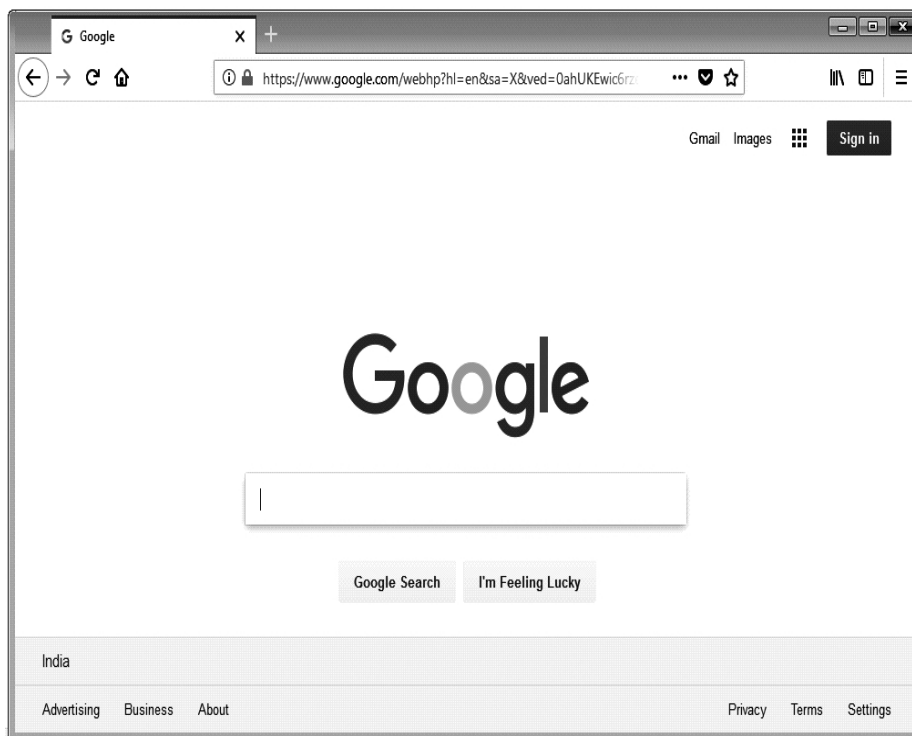 G Google
https://www.google.com/webhp?hl=en&sa=X&ved=0ahUKEwic6rz
Gmail Images Sign in
Google
Google Search I'm Feeling Lucky
India
Advertising Business About Privacy Terms Settings